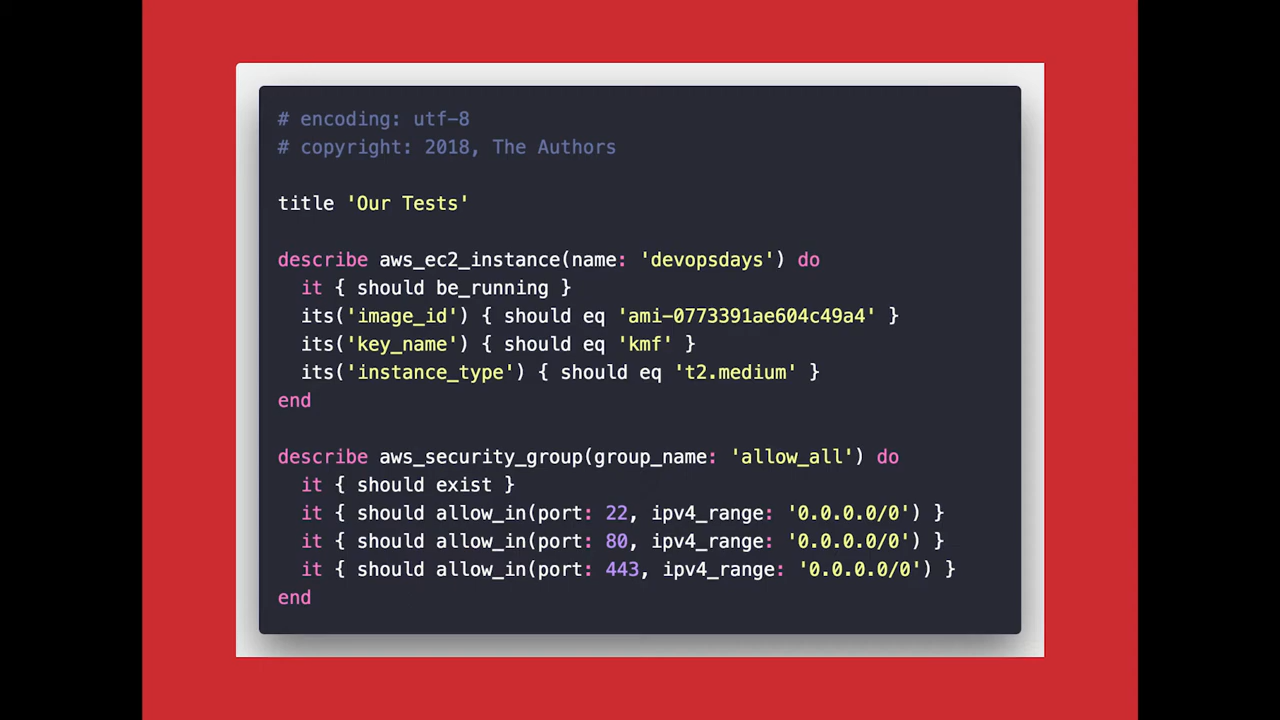 # encoding: utf-8
# copyright: 2018, The Authors
title 'Our Tests'
describe aws_ec2_instance(name: 'devopsdays') do
it { should be_running }
its('image_id') { should eq 'ami-0773391ae604c49a4' }
its('key_name') { should eq 'kmf' }
its('instance_type') { should eq 't2.medium' }
end
describe aws_security_group(group_name: 'allow_all') do
it { should exist }
it { should allow_in(port: 22, ipv4_range: '0.0.0.0/0') }
it { should allow_in(port: 80, ipv4_range: '0.0.0.0/0') }
it { should allow_in(port: 443, ipv4_range: '0.0.0.0/0') }
end